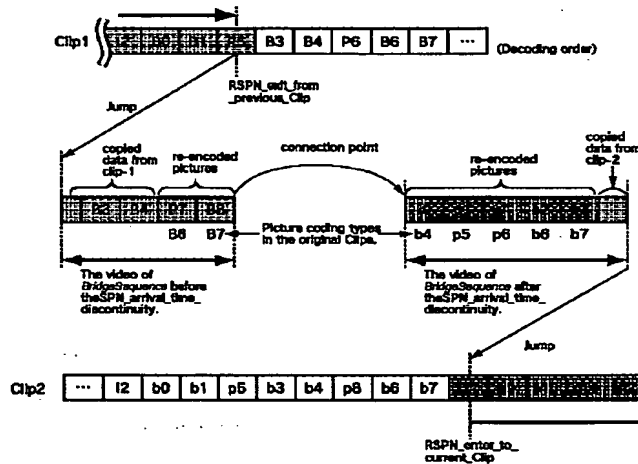 Clip1
B3 B4 P6 B6 B7 ...
(Decoding order)
RSPN_exit_from
_previous_Clip
Jump
copied
data from
clip-1
re-encoded
pictures
connection point
re-encoded
pictures
copied
data from
clip-2
B6 B7
Picture coding types
in the original Clips.
b4 p5 p6 b6 b7
The video of
BridgeSequence before
theSPN_arrival_time_
discontinuity.
The video of
BridgeSequence after
theSPN_arrival_time_
discontinuity.
Jump
Clip2
... I2 b0 b1 p5 b3 b4 p8 b6 b7
RSPN_enter_to_
current_Clip